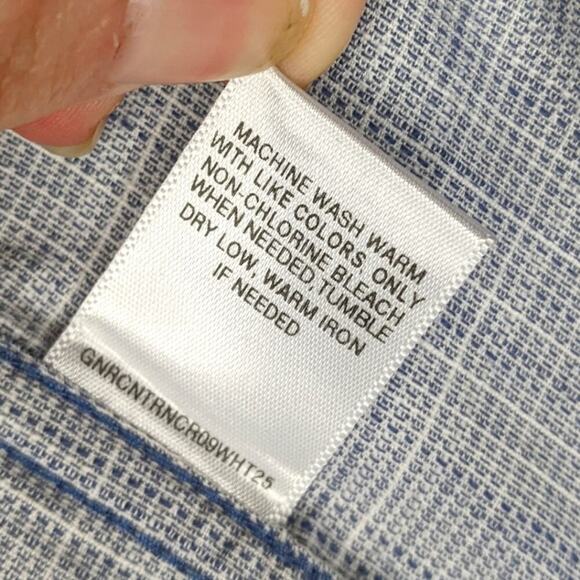 MACHINE WASH WARM
WITH LIKE COLORS, ONLY
NON-CHLORINE BLEACH
WHEN NEEDED, TUMBLE
DRY LOW, WARM IRON
IF NEEDED
GNRCNTRNCR09WHT25